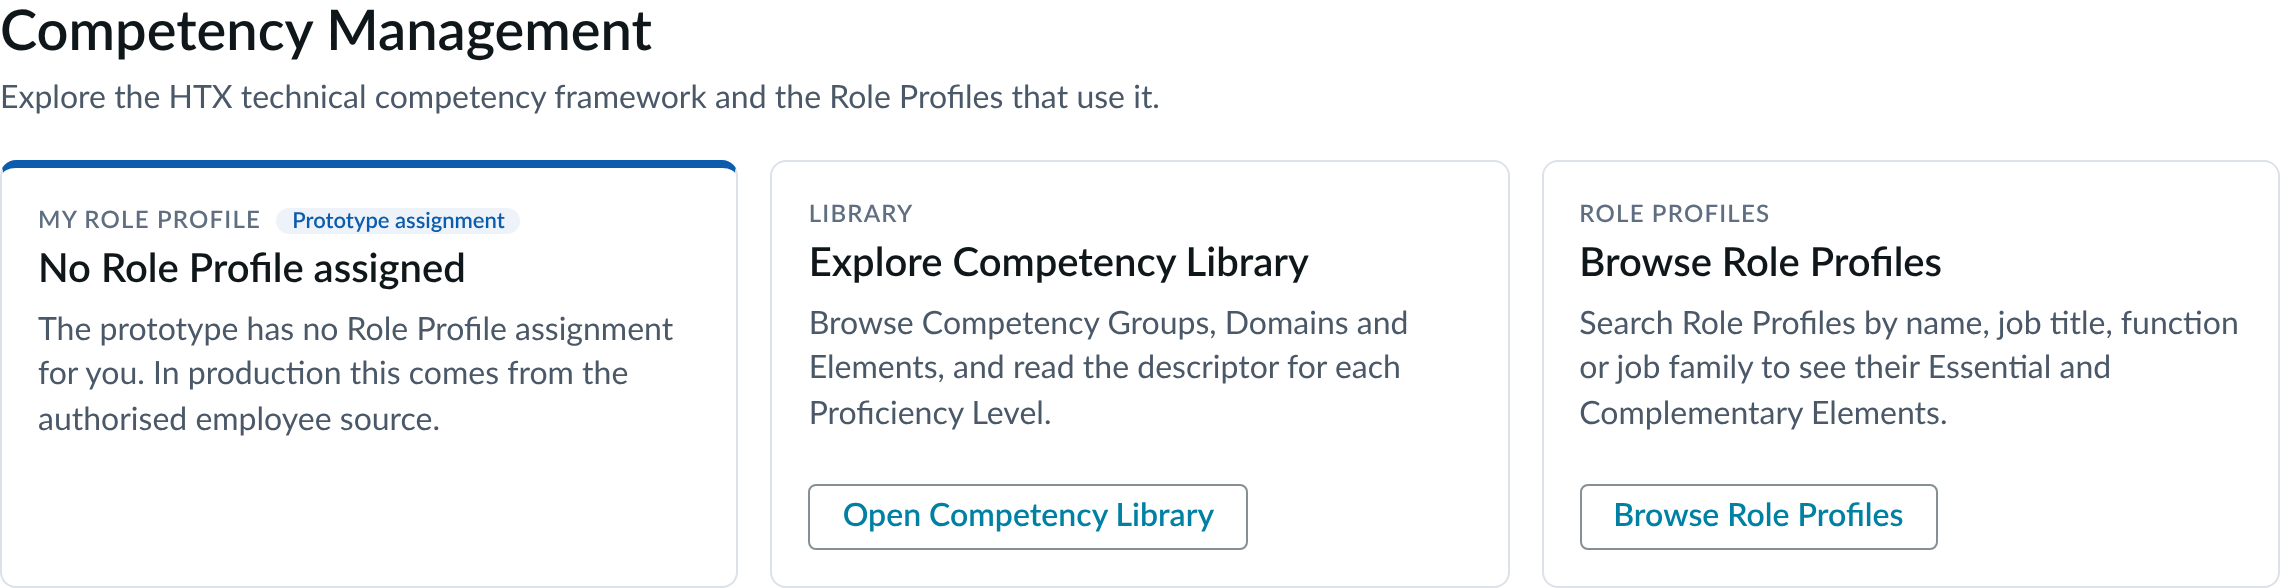 Competency Management
Explore the HTX technical competency framework and the Role Profiles that use it.
MY ROLE PROFILE Prototype assignment
No Role Profile assigned
The prototype has no Role Profile assignment
for you. In production this comes from the
authorised employee source.
LIBRARY
Explore Competency Library
Browse Competency Groups, Domains and
Elements, and read the descriptor for each
Proficiency Level.
Open Competency Library
ROLE PROFILES
Browse Role Profiles
Search Role Profiles by name, job title, function
or job family to see their Essential and
Complementary Elements.
Browse Role Profiles